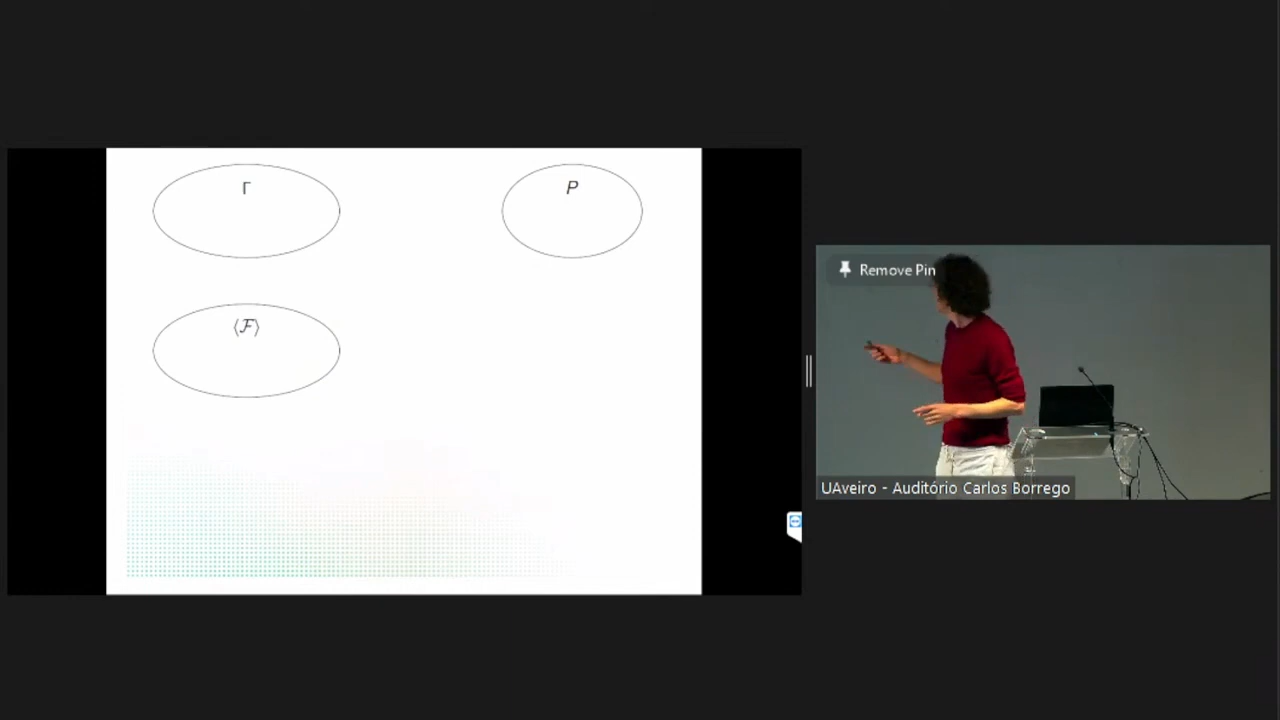 Γ
P
⟨ℱ⟩
Remove Pin
UAveiro - Auditório Carlos Borrego